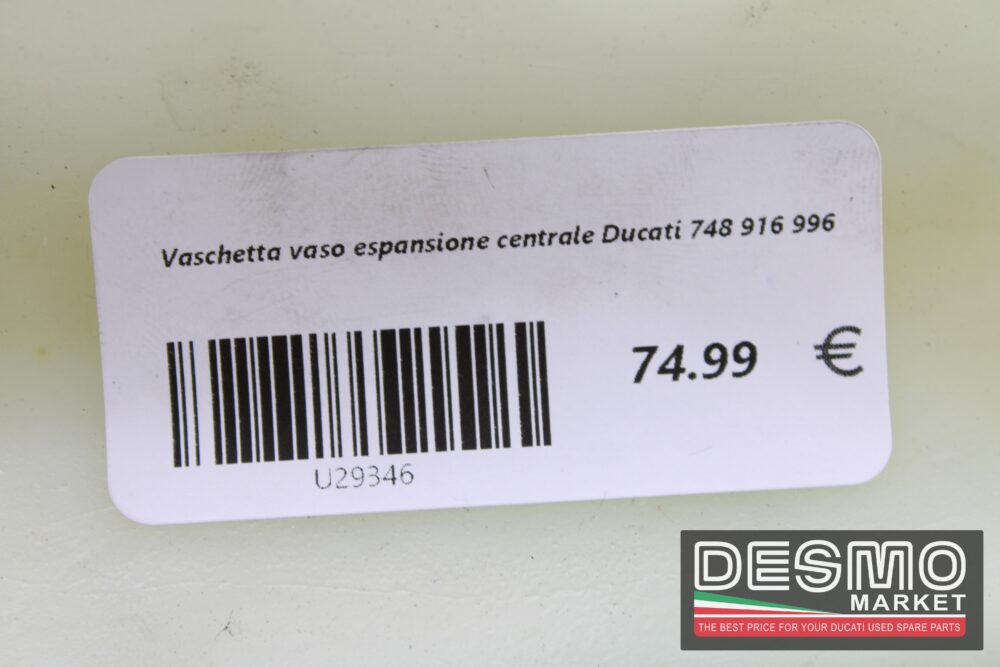 Vaschetta vaso espansione centrale Ducati 748 916 996
74.99 €
U29346
DESMO
MARKET
THE BEST PRICE FOR YOUR DUCATI USED SPARE PARTS